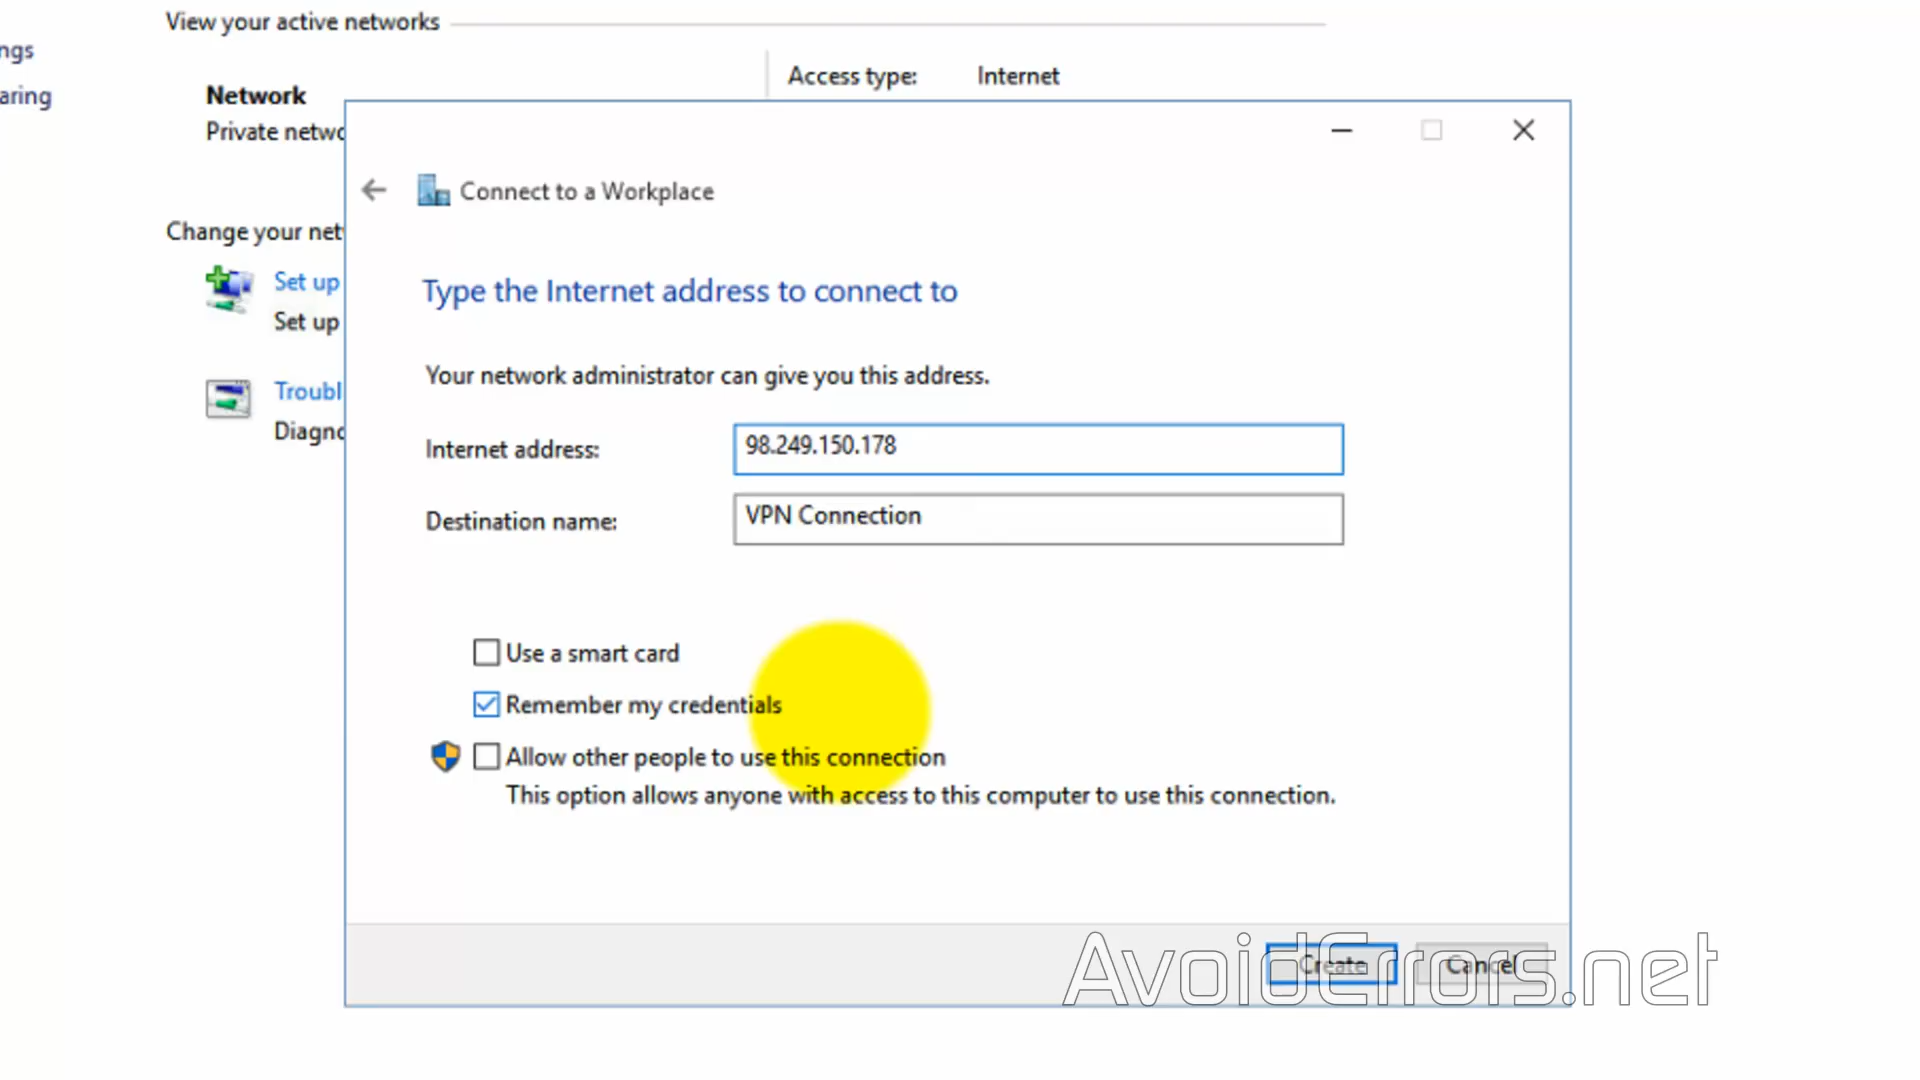 View your active networks
ngs
aring
Network
Private netwo
Access type:
Internet
Connect to a Workplace
Change your net
Set up
Set up
Troubl
Diagno
Type the Internet address to connect to
Your network administrator can give you this address.
Internet address:
98.249.150.178
Destination name:
VPN Connection
Use a smart card
Remember my credentials
Allow other people to use this connection
This option allows anyone with access to this computer to use this connection.
Create
Cancel
AvoidErrors.net